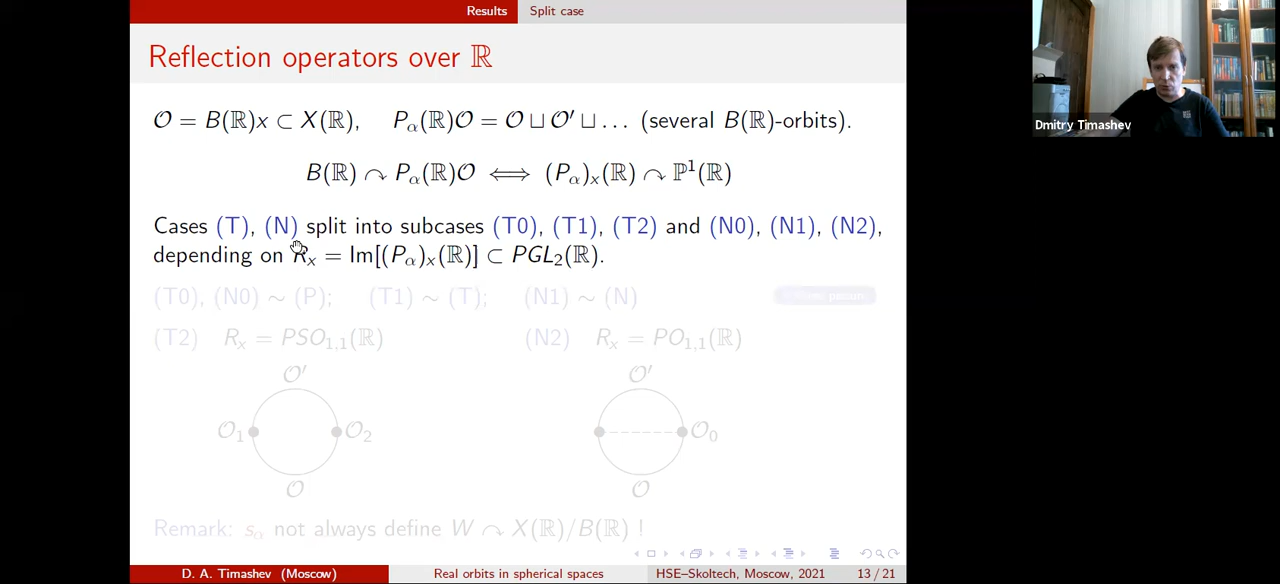 Results Split case
Reflection operators over ℝ
𝒪 = B(ℝ)x ⊂ X(ℝ), P_α(ℝ)𝒪 = 𝒪 ⊔ 𝒪′ ⊔ … (several B(ℝ)-orbits).
B(ℝ) ↷ P_α(ℝ)𝒪 ⟺ (P_α)_x(ℝ) ↷ ℙ¹(ℝ)
Cases (T), (N) split into subcases (T0), (T1), (T2) and (N0), (N1), (N2),
depending on R_x = Im[(P_α)_x(ℝ)] ⊂ PGL₂(ℝ).
(T0), (N0) ∼ (P); (T1) ∼ (T); (N1) ∼ (N)
(T2) R_x = PSO₁,₁(ℝ) (N2) R_x = PO₁,₁(ℝ)
𝒪′ 𝒪′
𝒪₁ 𝒪₂ 𝒪₀
𝒪 𝒪
Remark: s_α not always define W ↷ X(ℝ)/B(ℝ) !
D. A. Timashev (Moscow) Real orbits in spherical spaces HSE–Skoltech, Moscow, 2021 13 / 21
Dmitry Timashev